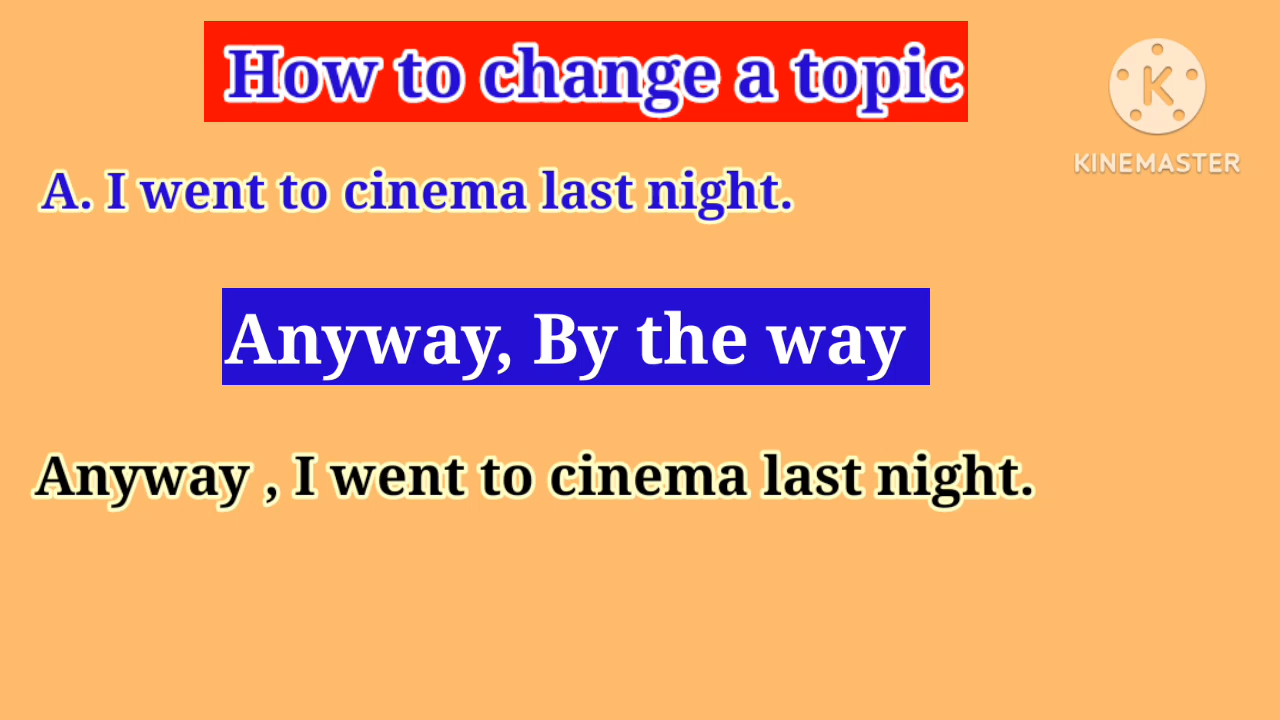 How to change a topic
KINEMASTER
A. I went to cinema last night.
Anyway, By the way
Anyway , I went to cinema last night.